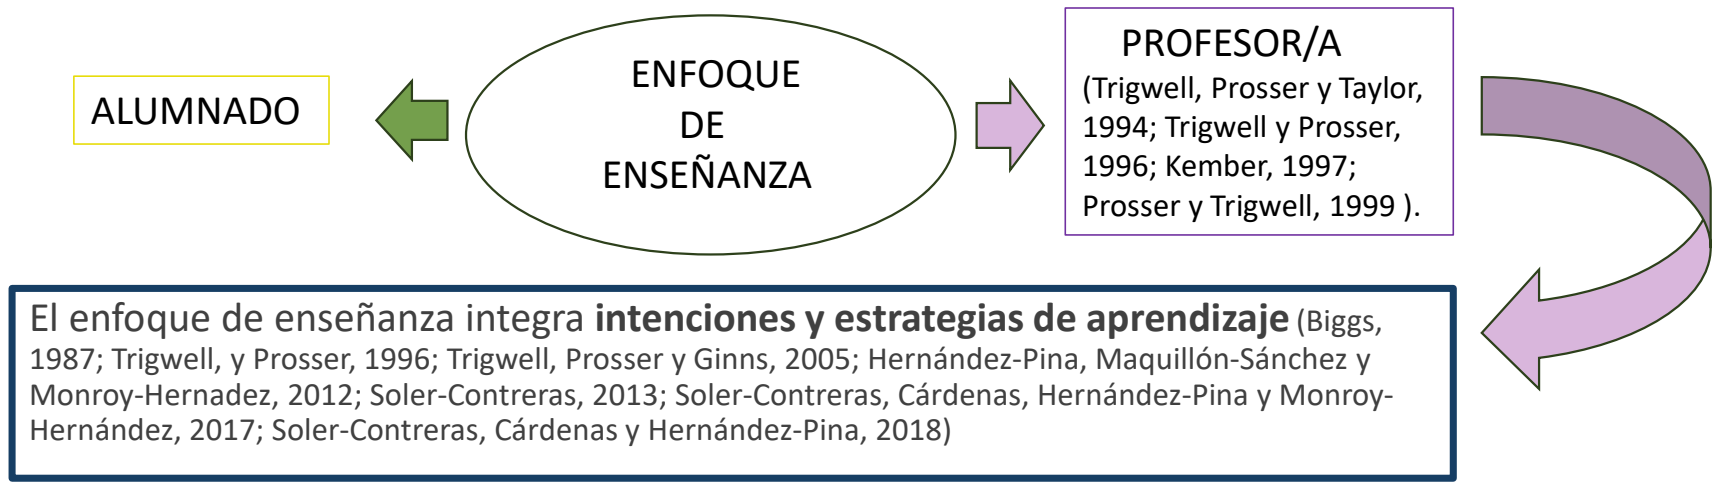 ALUMNADO
ENFOQUE
DE
ENSEÑANZA
PROFESOR/A
(Trigwell, Prosser y Taylor,
1994; Trigwell y Prosser,
1996; Kember, 1997;
Prosser y Trigwell, 1999 ).
El enfoque de enseñanza integra intenciones y estrategias de aprendizaje (Biggs,
1987; Trigwell, y Prosser, 1996; Trigwell, Prosser y Ginns, 2005; Hernández-Pina, Maquillón-Sánchez y
Monroy-Hernadez, 2012; Soler-Contreras, 2013; Soler-Contreras, Cárdenas, Hernández-Pina y Monroy-
Hernández, 2017; Soler-Contreras, Cárdenas y Hernández-Pina, 2018)